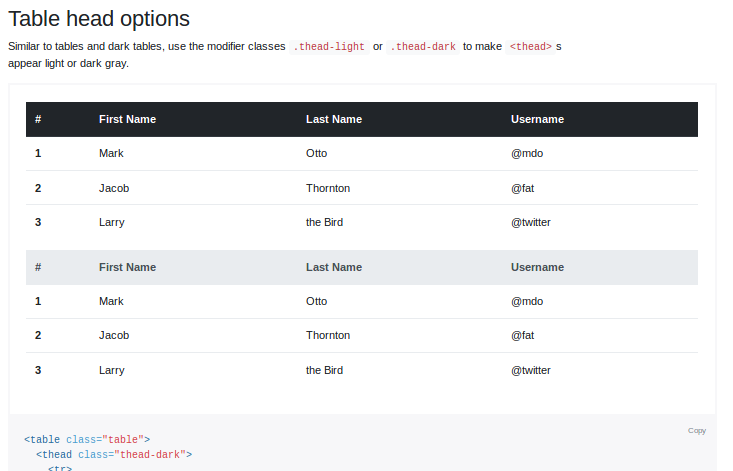 Table head options
Similar to tables and dark tables, use the modifier classes .thead-light or .thead-dark to make <thead> s
appear light or dark gray.
# First Name Last Name Username
1 Mark Otto @mdo
2 Jacob Thornton @fat
3 Larry the Bird @twitter
# First Name Last Name Username
1 Mark Otto @mdo
2 Jacob Thornton @fat
3 Larry the Bird @twitter
Copy
<table class="table">
<thead class="thead-dark">
<tr>